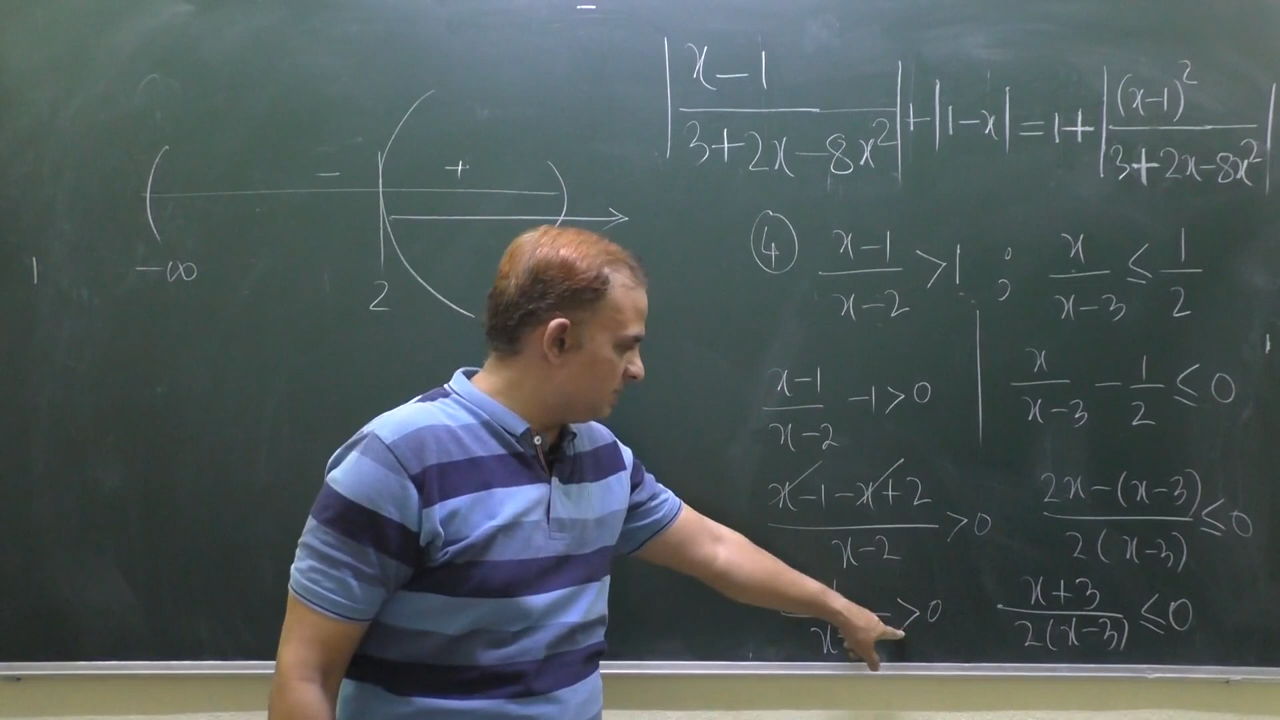 |(x-1)/(3+2x-8x²)|+|1-x|=1+|(x-1)²/(3+2x-8x²)|
- +
-∞ 2
1
④ (x-1)/(x-2) >1 ; x/(x-3) ≤ 1/2
(x-1)/(x-2) -1>0 | x/(x-3) - 1/2 ≤ 0
(x-1-x+2)/(x-2) >0 (2x-(x-3))/(2(x-3)) ≤0
>0 (x+3)/(2(x-3)) ≤0